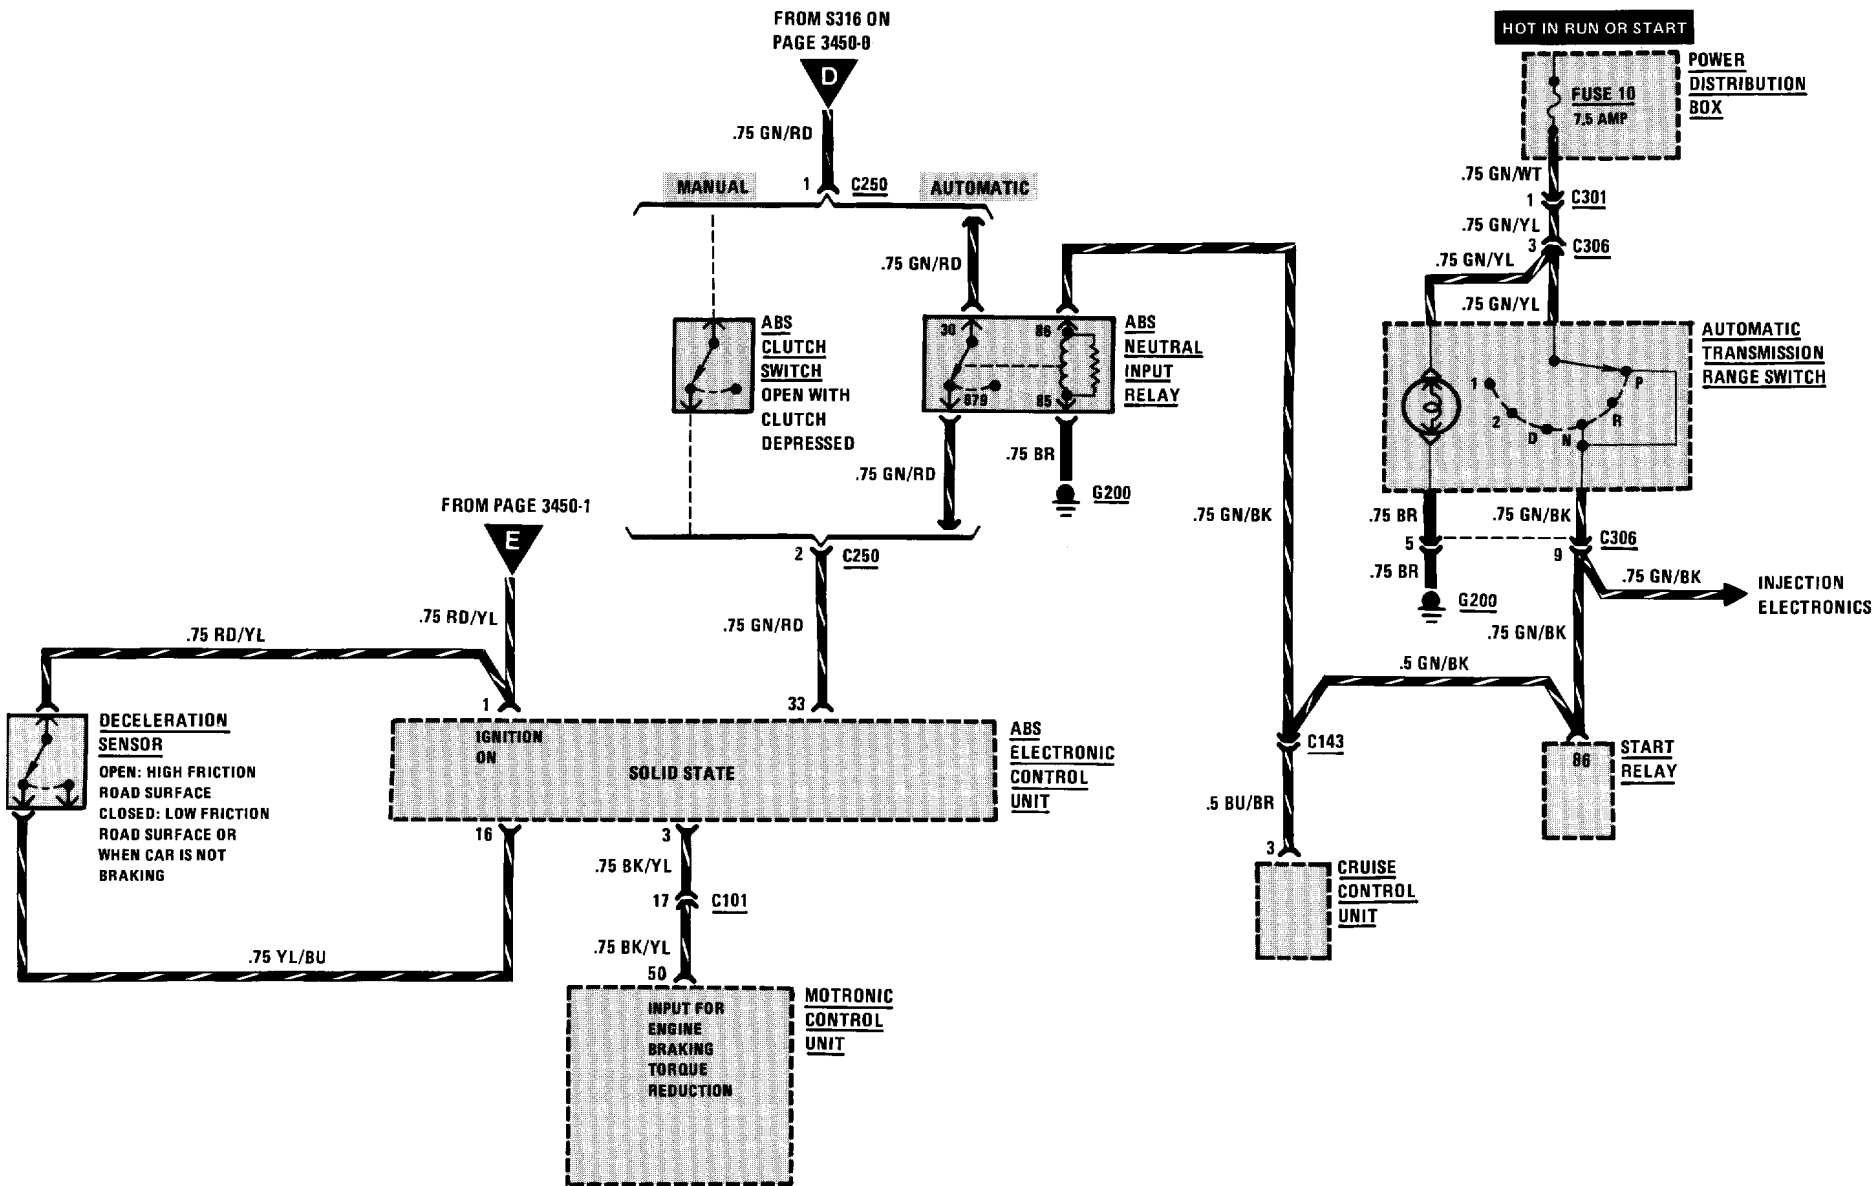 FROM S316 ON
PAGE 3450-0
D
.75 GN/RD
MANUAL
1
C250
AUTOMATIC
.75 GN/RD
ABS
CLUTCH
SWITCH
OPEN WITH
CLUTCH
DEPRESSED
30
86
879
85
ABS
NEUTRAL
INPUT
RELAY
.75 GN/RD
.75 BR
G200
2
C250
.75 GN/RD
33
FROM PAGE 3450-1
E
.75 RD/YL
.75 RD/YL
1
DECELERATION
SENSOR
OPEN: HIGH FRICTION
ROAD SURFACE
CLOSED: LOW FRICTION
ROAD SURFACE OR
WHEN CAR IS NOT
BRAKING
IGNITION
ON
SOLID STATE
ABS
ELECTRONIC
CONTROL
UNIT
16
3
.75 YL/BU
.75 BK/YL
17
C101
.75 BK/YL
50
INPUT FOR
ENGINE
BRAKING
TORQUE
REDUCTION
MOTRONIC
CONTROL
UNIT
HOT IN RUN OR START
FUSE 10
7.5 AMP
POWER
DISTRIBUTION
BOX
.75 GN/WT
1
C301
.75 GN/YL
3
C306
.75 GN/YL
.75 GN/YL
1
2
D
N
R
P
AUTOMATIC
TRANSMISSION
RANGE SWITCH
.75 BR
.75 GN/BK
5
9
C306
.75 BR
G200
.75 GN/BK
INJECTION
ELECTRONICS
.75 GN/BK
.75 GN/BK
.5 GN/BK
C143
.5 BU/BR
3
CRUISE
CONTROL
UNIT
86
START
RELAY